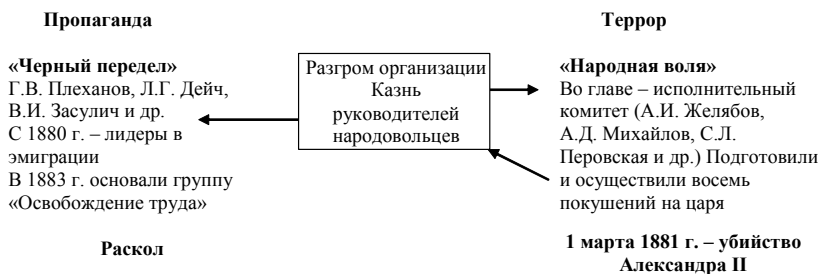 Пропаганда
Террор
«Черный передел»
Г.В. Плеханов, Л.Г. Дейч,
В.И. Засулич и др.
С 1880 г. – лидеры в
эмиграции
В 1883 г. основали группу
«Освобождение труда»
Раскол
Разгром организации
Казнь
руководителей
народовольцев
«Народная воля»
Во главе – исполнительный
комитет (А.И. Желябов,
А.Д. Михайлов, С.Л.
Перовская и др.) Подготовили
и осуществили восемь
покушений на царя
1 марта 1881 г. – убийство
Александра II